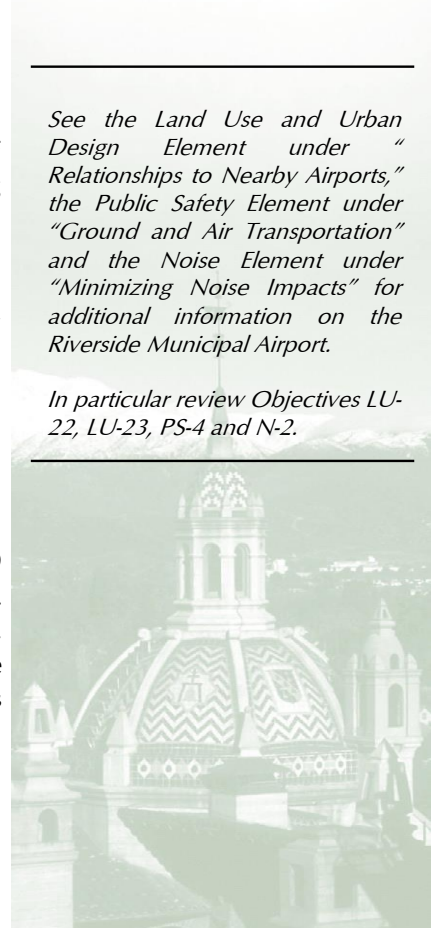 See the Land Use and Urban
Design Element under “
Relationships to Nearby Airports,”
the Public Safety Element under
“Ground and Air Transportation”
and the Noise Element under
“Minimizing Noise Impacts” for
additional information on the
Riverside Municipal Airport.
In particular review Objectives LU-
22, LU-23, PS-4 and N-2.